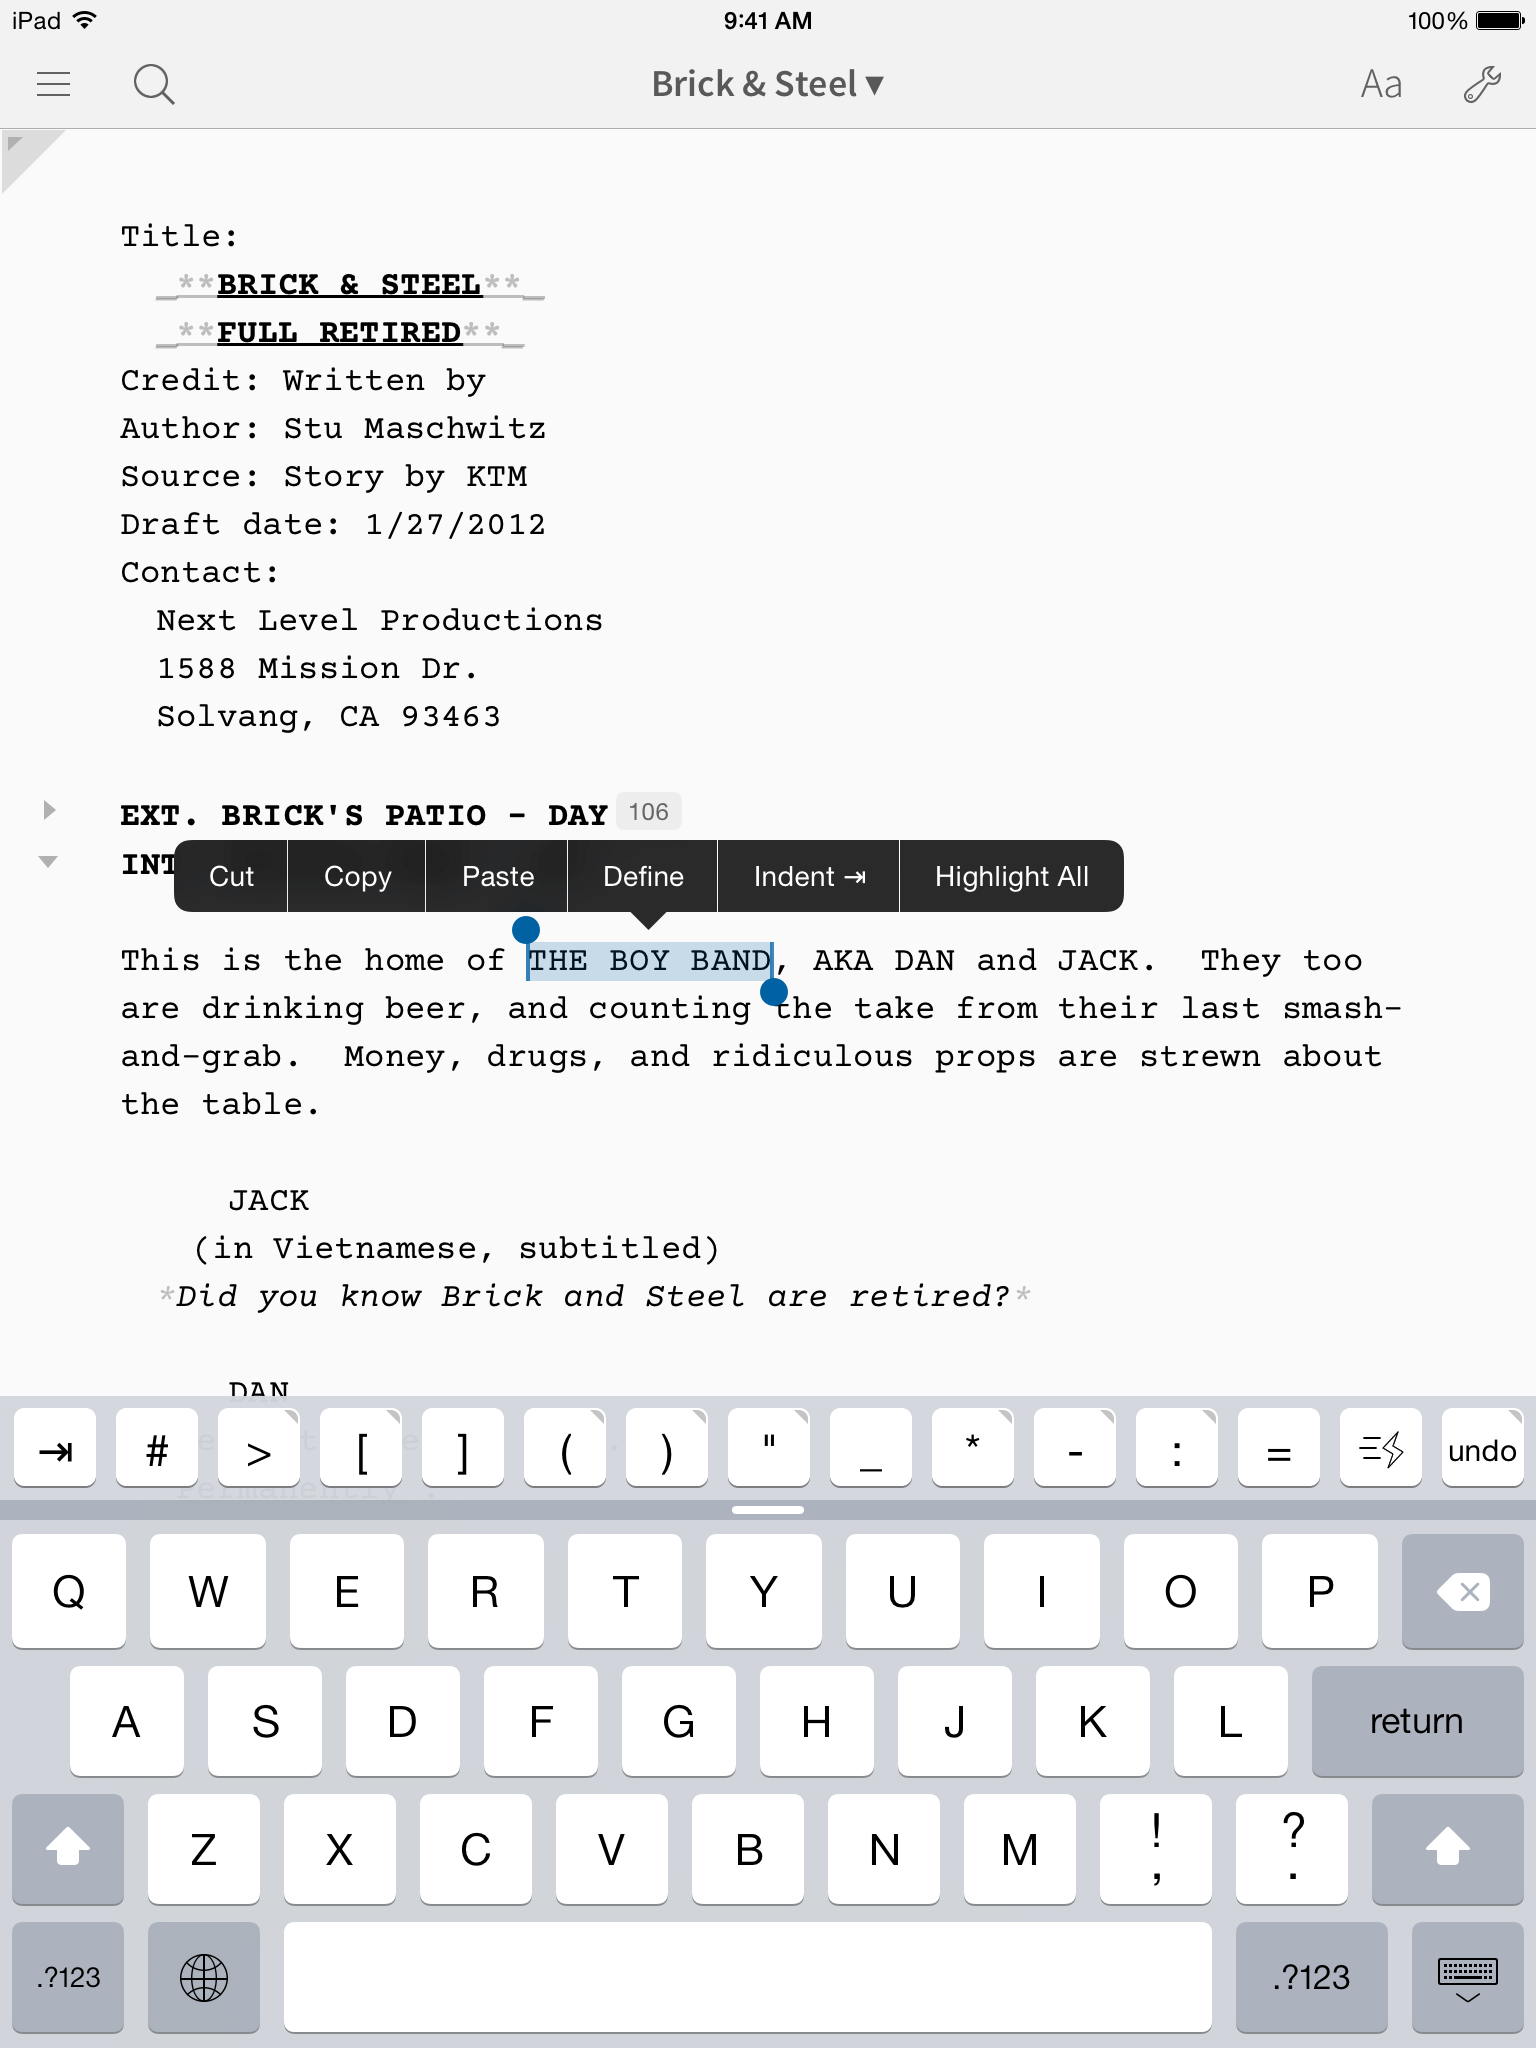 iPad 9:41 AM 100%
Brick & Steel ▾ Aa
Title:
_**BRICK & STEEL**_
_**FULL RETIRED**_
Credit: Written by
Author: Stu Maschwitz
Source: Story by KTM
Draft date: 1/27/2012
Contact:
Next Level Productions
1588 Mission Dr.
Solvang, CA 93463
EXT. BRICK'S PATIO - DAY 106
INT
Cut Copy Paste Define Indent ⇥ Highlight All
This is the home of THE BOY BAND, AKA DAN and JACK.  They too
are drinking beer, and counting the take from their last smash-
and-grab.  Money, drugs, and ridiculous props are strewn about
the table.
JACK
(in Vietnamese, subtitled)
*Did you know Brick and Steel are retired?*
DAN
⇥ # > [ ] ( ) " _ * - : = undo
Permanently.
Q W E R T Y U I O P
A S D F G H J K L return
Z X C V B N M ! , ? .
.?123 .?123